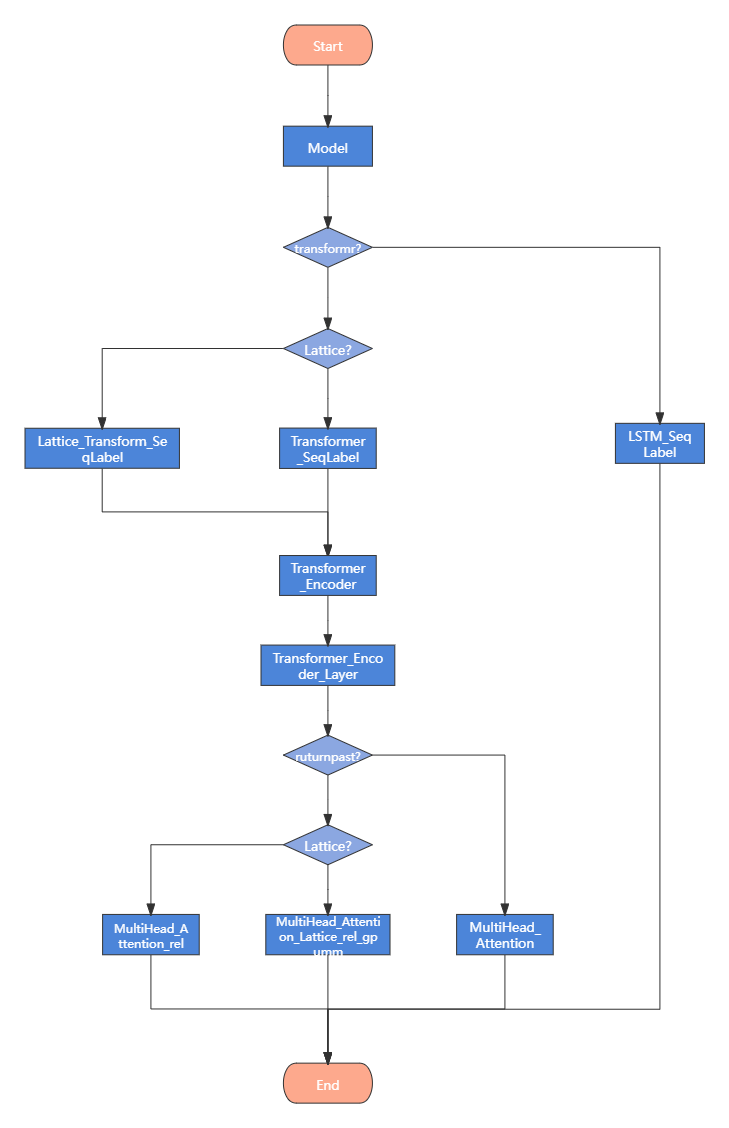 Start
Model
transformr?
Lattice?
Lattice_Transform_Se
qLabel
Transformer
_SeqLabel
LSTM_Seq
Label
Transformer
_Encoder
Transformer_Enco
der_Layer
ruturnpast?
Lattice?
MultiHead_A
ttention_rel
MultiHead_Attenti
on_Lattice_rel_gp
umm
MultiHead_
Attention
End